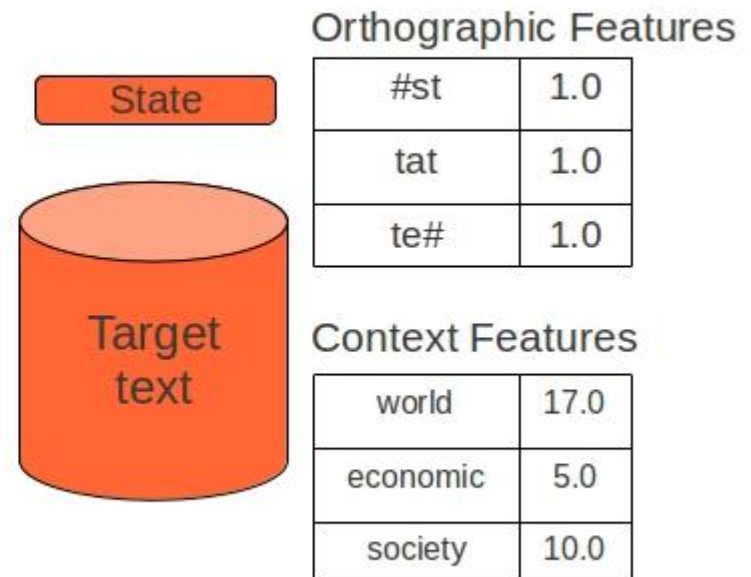 State
Target
text
Orthographic Features
#st 1.0
tat 1.0
te# 1.0
Context Features
world 17.0
economic 5.0
society 10.0